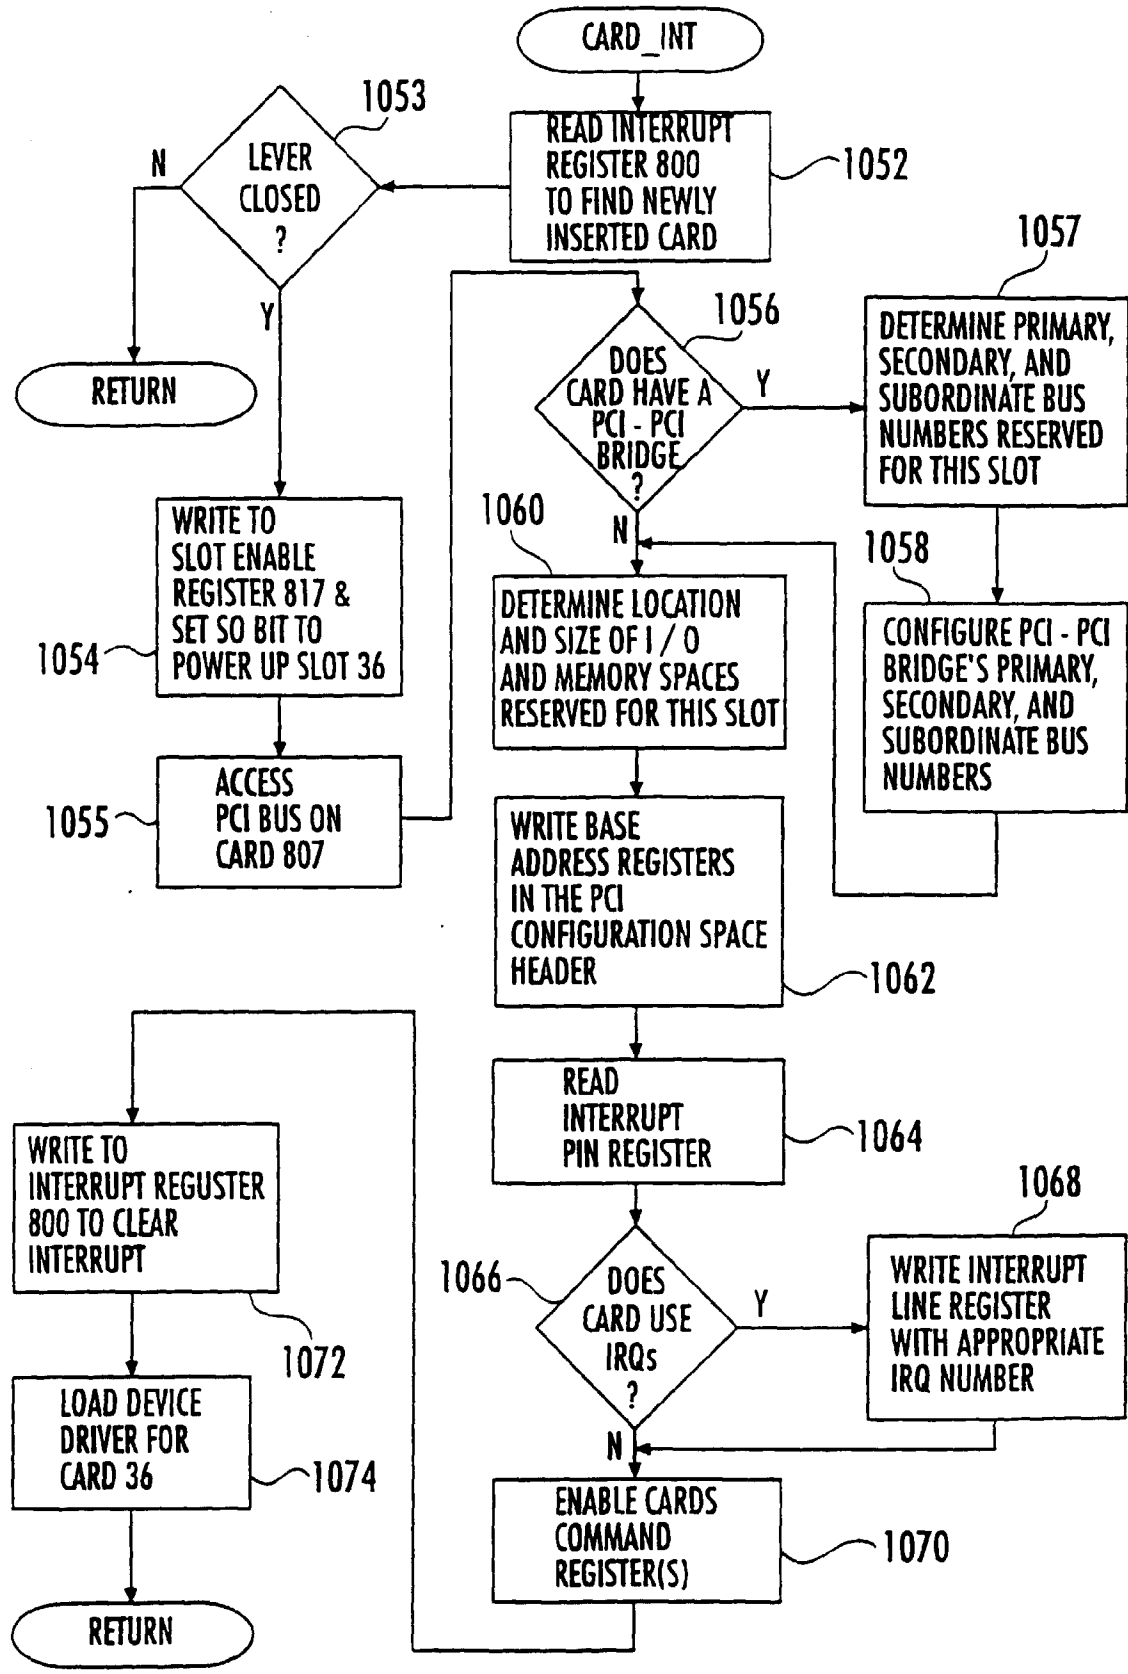 CARD_INT
READ INTERRUPT
REGISTER 800
TO FIND NEWLY
INSERTED CARD
1052
1053
LEVER
CLOSED
?
N
Y
RETURN
WRITE TO
SLOT ENABLE
REGISTER 817 &
SET SO BIT TO
POWER UP SLOT 36
1054
ACCESS
PCI BUS ON
CARD 807
1055
1056
DOES
CARD HAVE A
PCI - PCI
BRIDGE
?
Y
N
1057
DETERMINE PRIMARY,
SECONDARY, AND
SUBORDINATE BUS
NUMBERS RESERVED
FOR THIS SLOT
1058
CONFIGURE PCI - PCI
BRIDGE'S PRIMARY,
SECONDARY, AND
SUBORDINATE BUS
NUMBERS
1060
DETERMINE LOCATION
AND SIZE OF I / O
AND MEMORY SPACES
RESERVED FOR THIS SLOT
WRITE BASE
ADDRESS REGISTERS
IN THE PCI
CONFIGURATION SPACE
HEADER
1062
READ
INTERRUPT
PIN REGISTER
1064
1066
DOES
CARD USE
IRQs
?
Y
N
1068
WRITE INTERRUPT
LINE REGISTER
WITH APPROPRIATE
IRQ NUMBER
ENABLE CARDS
COMMAND
REGISTER(S)
1070
WRITE TO
INTERRUPT REGUSTER
800 TO CLEAR
INTERRUPT
1072
LOAD DEVICE
DRIVER FOR
CARD 36
1074
RETURN